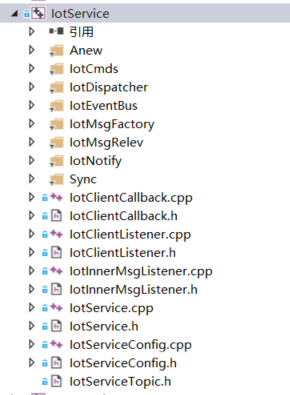 IotService
引用
Anew
IotCmds
IotDispatcher
IotEventBus
IotMsgFactory
IotMsgRelev
IotNotify
Sync
IotClientCallback.cpp
IotClientCallback.h
IotClientListener.cpp
IotClientListener.h
IotInnerMsgListener.cpp
IotInnerMsgListener.h
IotService.cpp
IotService.h
IotServiceConfig.cpp
IotServiceConfig.h
IotServiceTopic.h